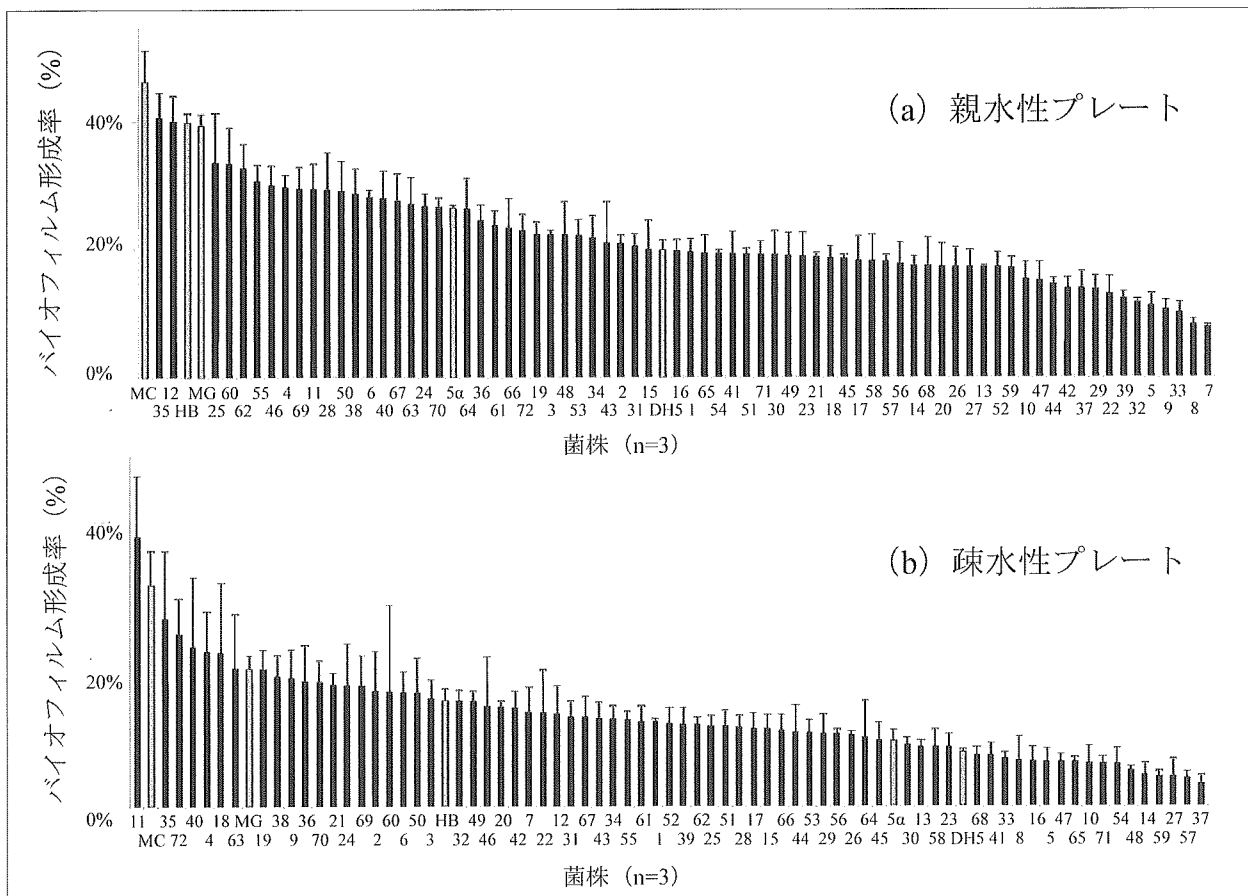 バイオフィルム形成率 (%)
40%
20%
0%
(a) 親水性プレート
MC 12 MG 60 55 4 11 50 6 67 24 5α 36 66 19 48 34 2 15 16 65 41 71 49 21 45 58 56 68 26 13 59 47 42 29 39 5 33 7
35 HB 25 62 46 69 28 38 40 63 70 64 61 72 3 53 43 31 DH5 1 54 51 30 23 18 17 57 14 20 27 52 10 44 37 22 32 9 8
菌株 (n=3)
バイオフィルム形成率 (%)
40%
20%
0%
(b) 疎水性プレート
11 35 40 18 MG 38 36 21 69 60 50 HB 49 20 7 12 67 34 61 52 62 51 17 66 53 56 64 5α 13 23 68 33 16 47 10 54 14 27 37
MC 72 4 63 19 9 70 24 2 6 3 32 46 42 22 31 43 55 1 39 25 28 15 44 29 26 45 30 58 DH5 41 8 5 65 71 48 59 57
菌株 (n=3)